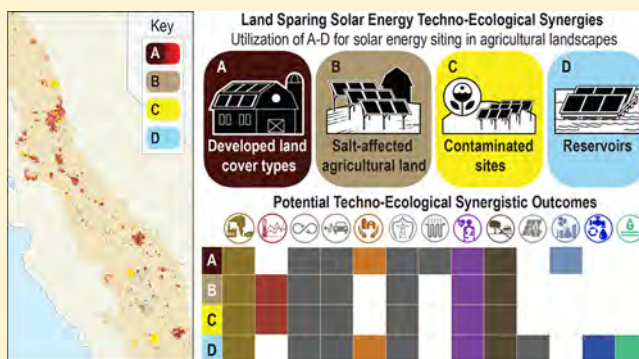 Key
A
B
C
D
Land Sparing Solar Energy Techno-Ecological Synergies
Utilization of A-D for solar energy siting in agricultural landscapes
A
Developed land
cover types
B
Salt-affected
agricultural land
C
Contaminated
sites
D
Reservoirs
Potential Techno-Ecological Synergistic Outcomes
A
B
C
D